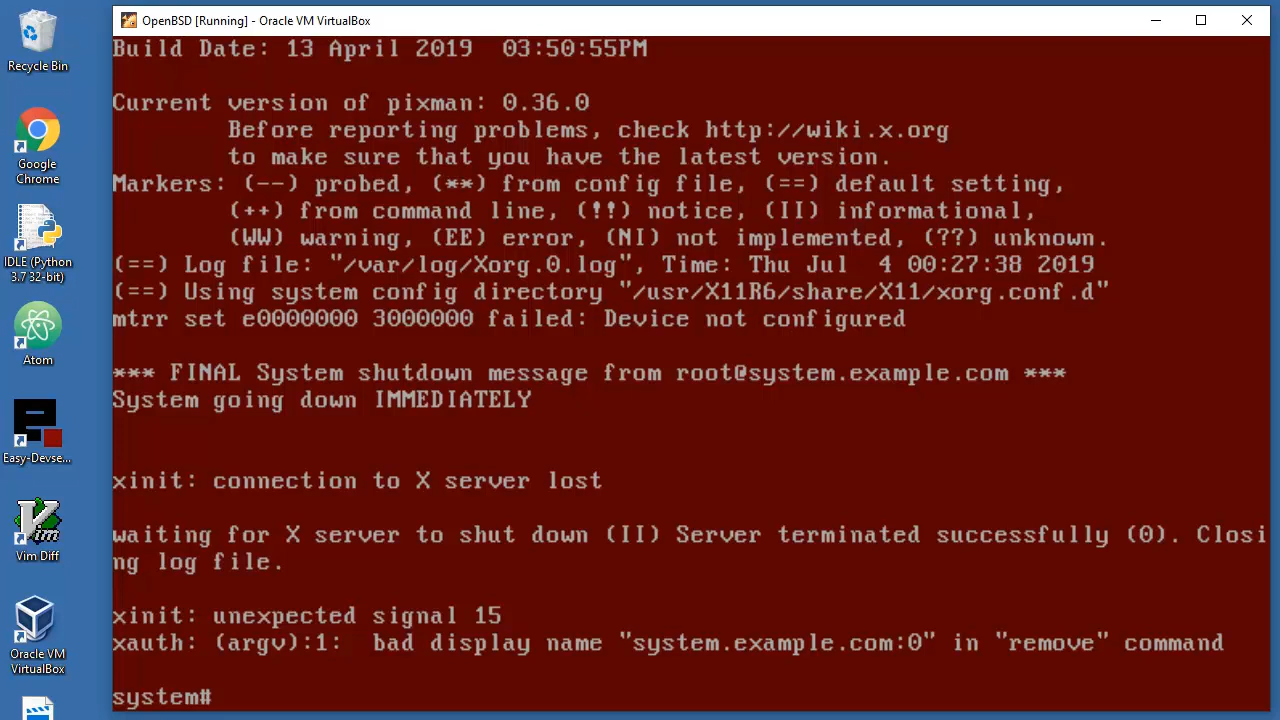 Recycle Bin
Google
Chrome
IDLE (Python
3.7 32-bit)
Atom
Easy-Devse...
Vim Diff
Oracle VM
VirtualBox
OpenBSD [Running] - Oracle VM VirtualBox
Build Date: 13 April 2019  03:50:55PM
Current version of pixman: 0.36.0
Before reporting problems, check http://wiki.x.org
to make sure that you have the latest version.
Markers: (--) probed, (**) from config file, (==) default setting,
(++) from command line, (!!) notice, (II) informational,
(WW) warning, (EE) error, (NI) not implemented, (??) unknown.
(==) Log file: "/var/log/Xorg.0.log", Time: Thu Jul  4 00:27:38 2019
(==) Using system config directory "/usr/X11R6/share/X11/xorg.conf.d"
mtrr set e0000000 3000000 failed: Device not configured
*** FINAL System shutdown message from root@system.example.com ***
System going down IMMEDIATELY
xinit: connection to X server lost
waiting for X server to shut down (II) Server terminated successfully (0). Closi
ng log file.
xinit: unexpected signal 15
xauth: (argv):1:  bad display name "system.example.com:0" in "remove" command
system#